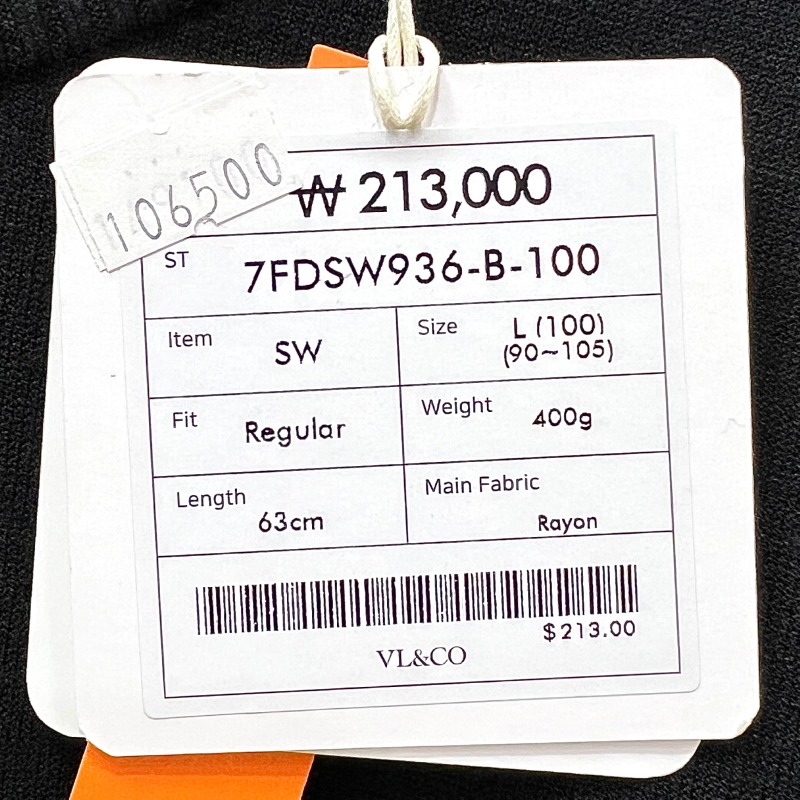 106500
₩ 213,000
ST
7FDSW936-B-100
Item
SW
Size
L (100)
(90~105)
Fit
Regular
Weight
400g
Length
63cm
Main Fabric
Rayon
$213.00
VL&CO